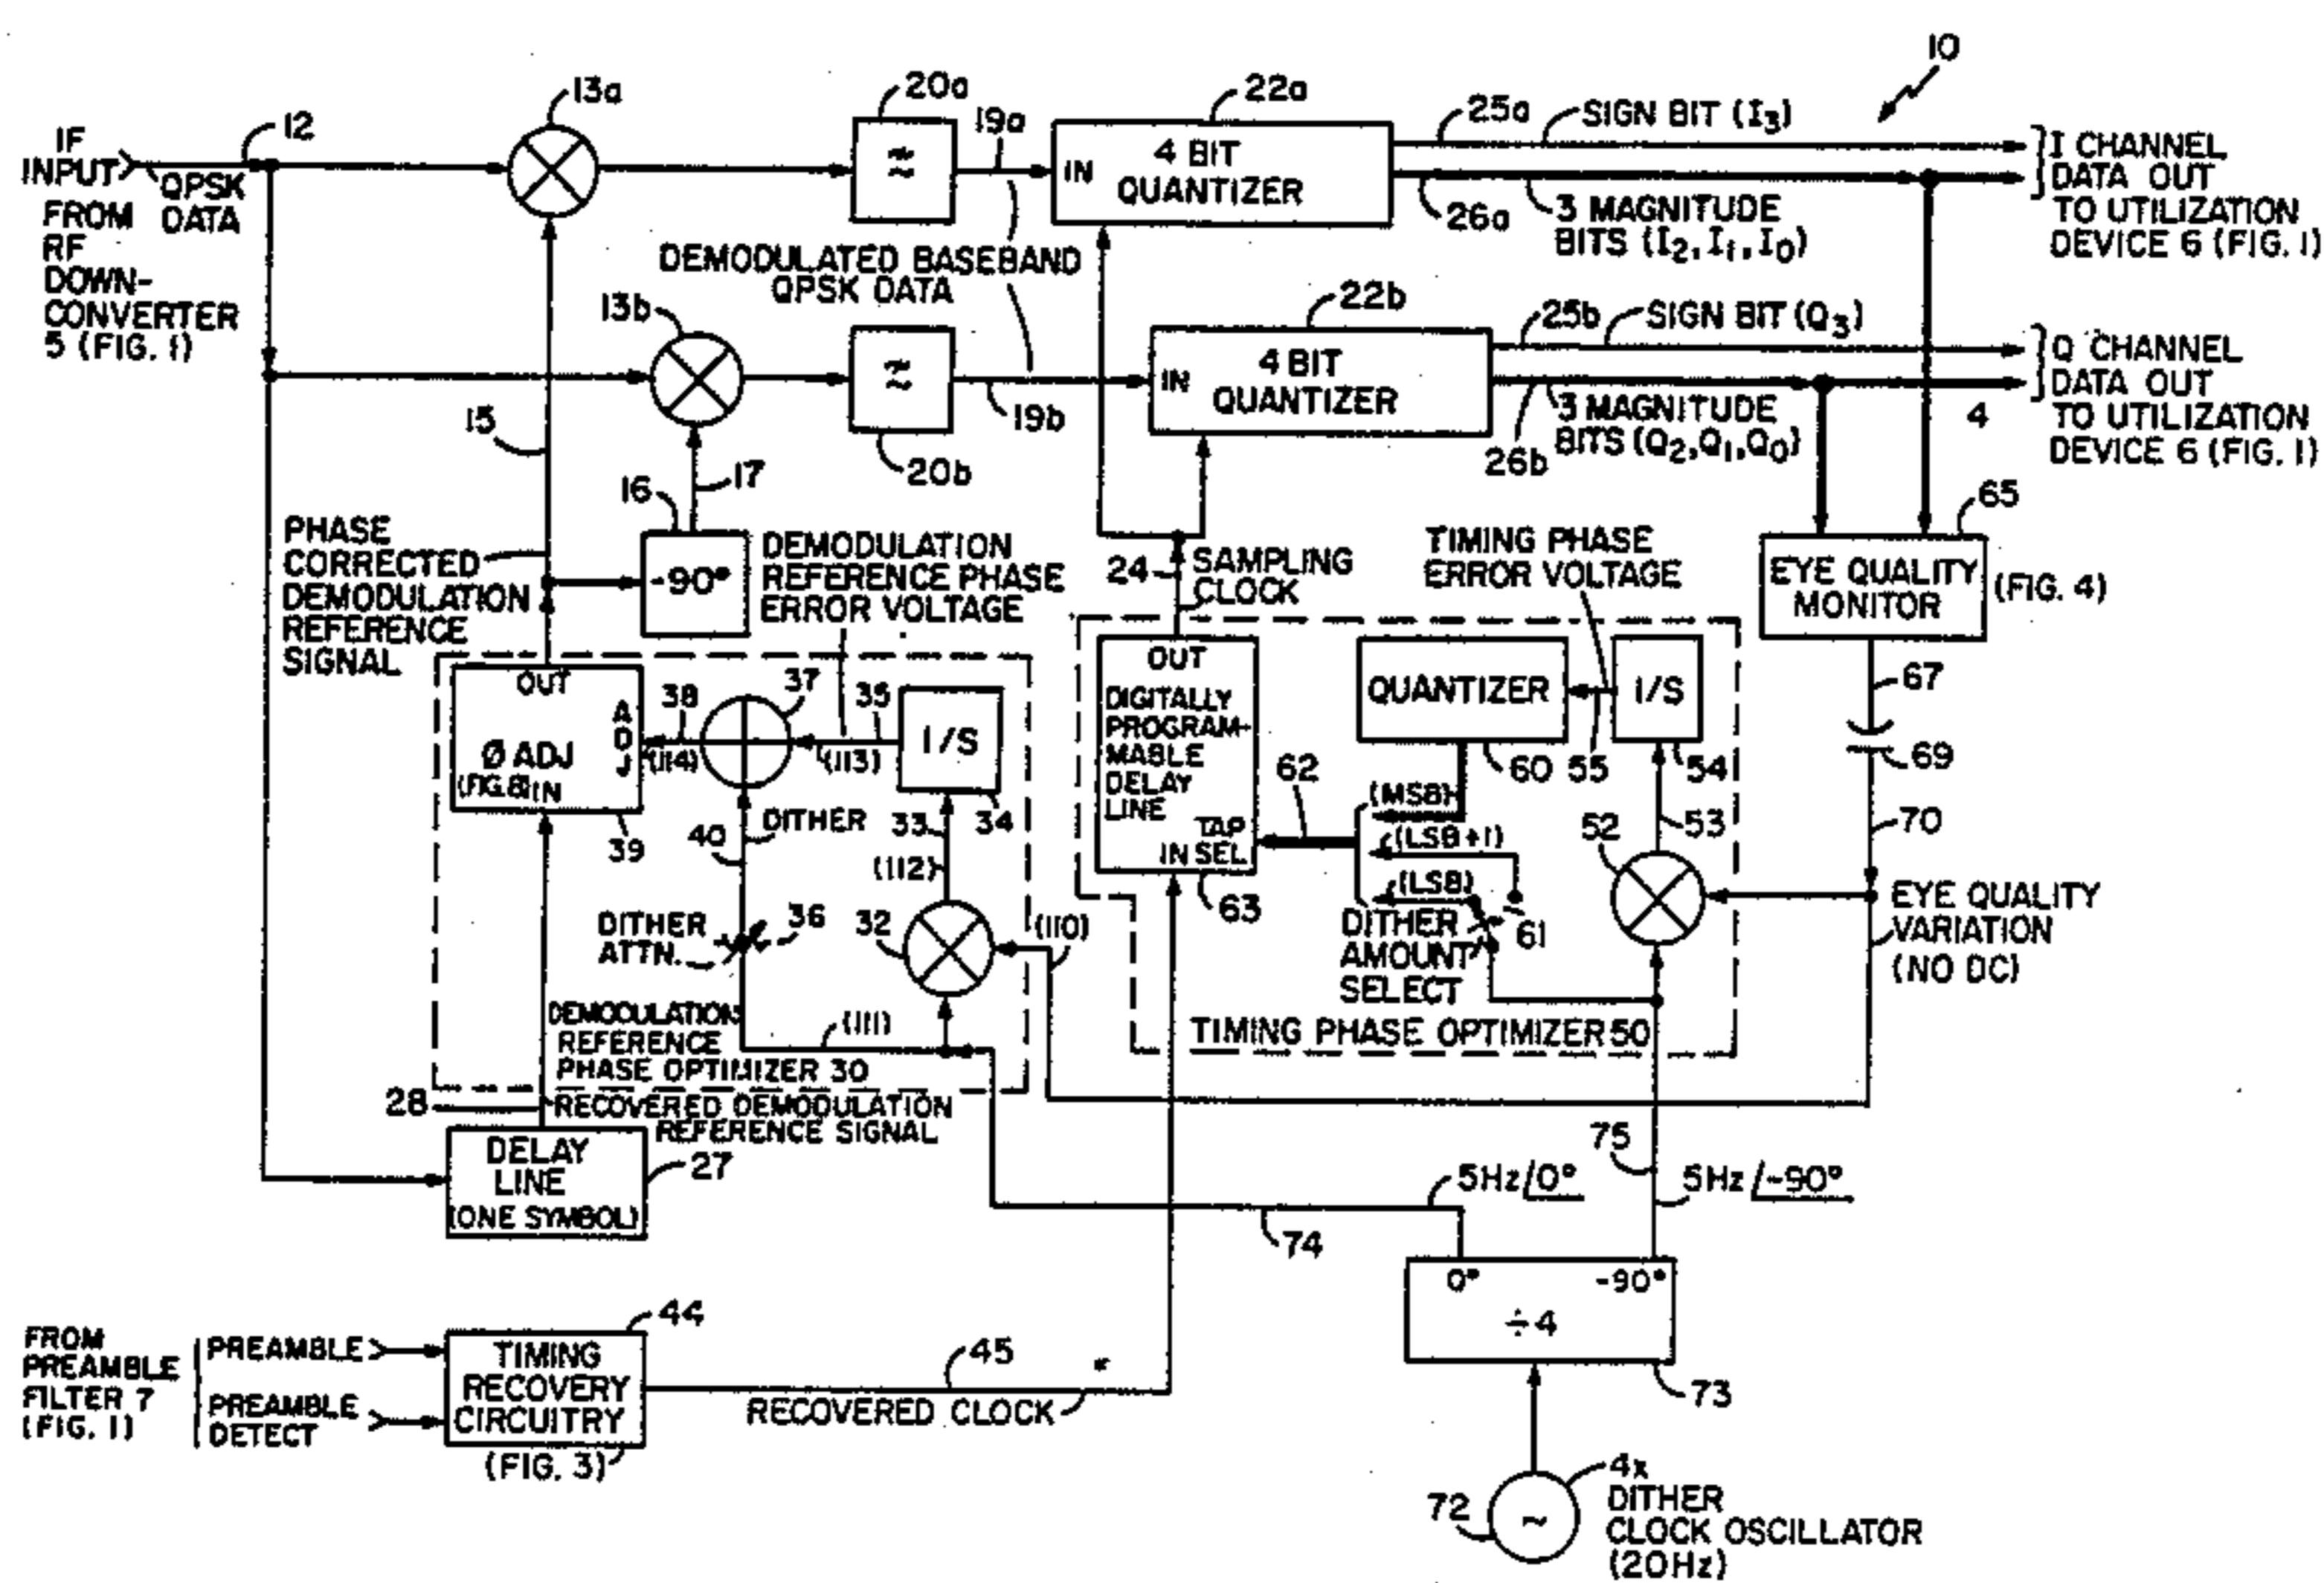 10
IF
INPUT
12
QPSK
DATA
FROM
RF
DOWN-
CONVERTER
5 (FIG. 1)
13a
20a
19a
22a
IN
4 BIT
QUANTIZER
25a
SIGN BIT (I3)
26a
3 MAGNITUDE
BITS (I2, I1, I0)
I CHANNEL
DATA OUT
TO UTILIZATION
DEVICE 6 (FIG. 1)
DEMODULATED BASEBAND
QPSK DATA
13b
20b
19b
22b
IN
4 BIT
QUANTIZER
25b
SIGN BIT (Q3)
26b
3 MAGNITUDE
BITS (Q2, Q1, Q0)
Q CHANNEL
DATA OUT
4
TO UTILIZATION
DEVICE 6 (FIG. 1)
15
16
17
-90°
PHASE
CORRECTED
DEMODULATION
REFERENCE
SIGNAL
DEMODULATION
REFERENCE PHASE
ERROR VOLTAGE
24
SAMPLING
CLOCK
TIMING PHASE
ERROR VOLTAGE
65
EYE QUALITY
MONITOR
(FIG. 4)
67
69
70
OUT
ADJ
Ø ADJ
(FIG.8)
IN
39
38
(114)
37
35
(113)
I/S
34
33
(112)
40
DITHER
DITHER
ATTN.
36
32
(110)
(111)
DEMODULATION
REFERENCE
PHASE OPTIMIZER 30
OUT
DIGITALLY
PROGRAM-
MABLE
DELAY
LINE
TAP
IN SEL.
63
62
QUANTIZER
60
55
I/S
54
53
52
(MSB)
(LSB+1)
(LSB)
DITHER
AMOUNT
SELECT
61
TIMING PHASE OPTIMIZER 50
EYE QUALITY
VARIATION
(NO DC)
28
RECOVERED DEMODULATION
REFERENCE SIGNAL
DELAY
LINE
(ONE SYMBOL)
27
5Hz/0°
74
75
5Hz/-90°
0°
-90°
÷4
73
FROM
PREAMBLE
FILTER 7
(FIG. 1)
PREAMBLE
PREAMBLE
DETECT
44
TIMING
RECOVERY
CIRCUITRY
(FIG. 3)
45
RECOVERED CLOCK
72
~
4x
DITHER
CLOCK OSCILLATOR
(20Hz)